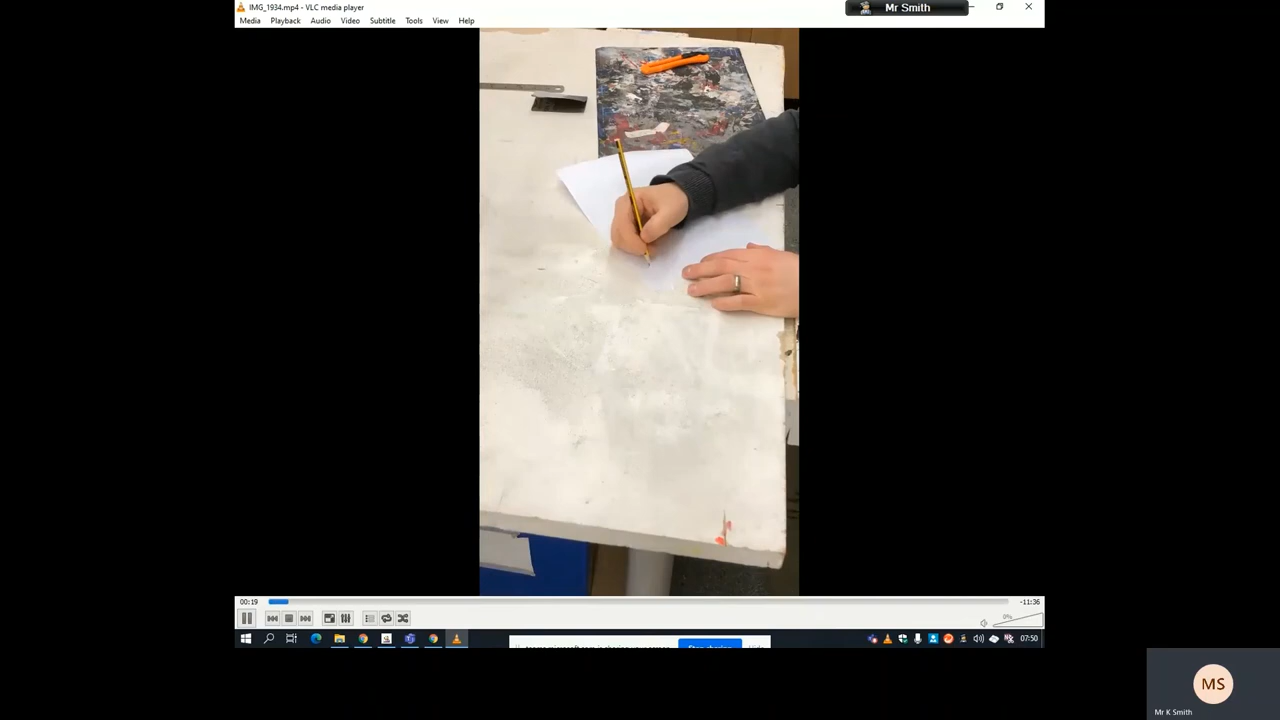 IMG_1934.mp4 - VLC media player
Mr Smith
Media Playback Audio Video Subtitle Tools View Help
00:19
-11:36
0%
07:50
MS
Mr K Smith